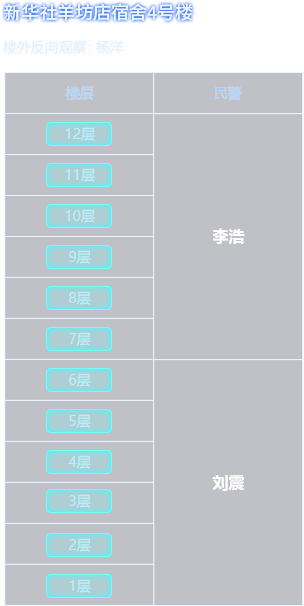 新华社羊坊店宿舍4号楼
楼外反向观察: 杨洋
楼层 民警
12层
11层
10层
李浩
9层
8层
7层
6层
5层
4层
刘震
3层
2层
1层